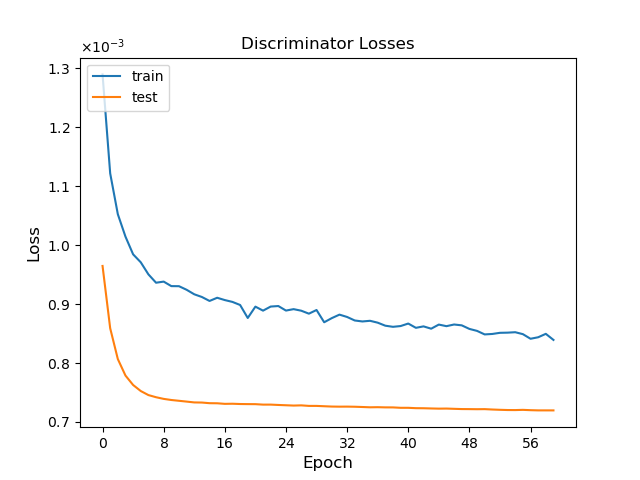 Discriminator Losses
×10⁻³
train
test
1.3
1.2
1.1
1.0
0.9
0.8
0.7
Loss
0 8 16 24 32 40 48 56
Epoch